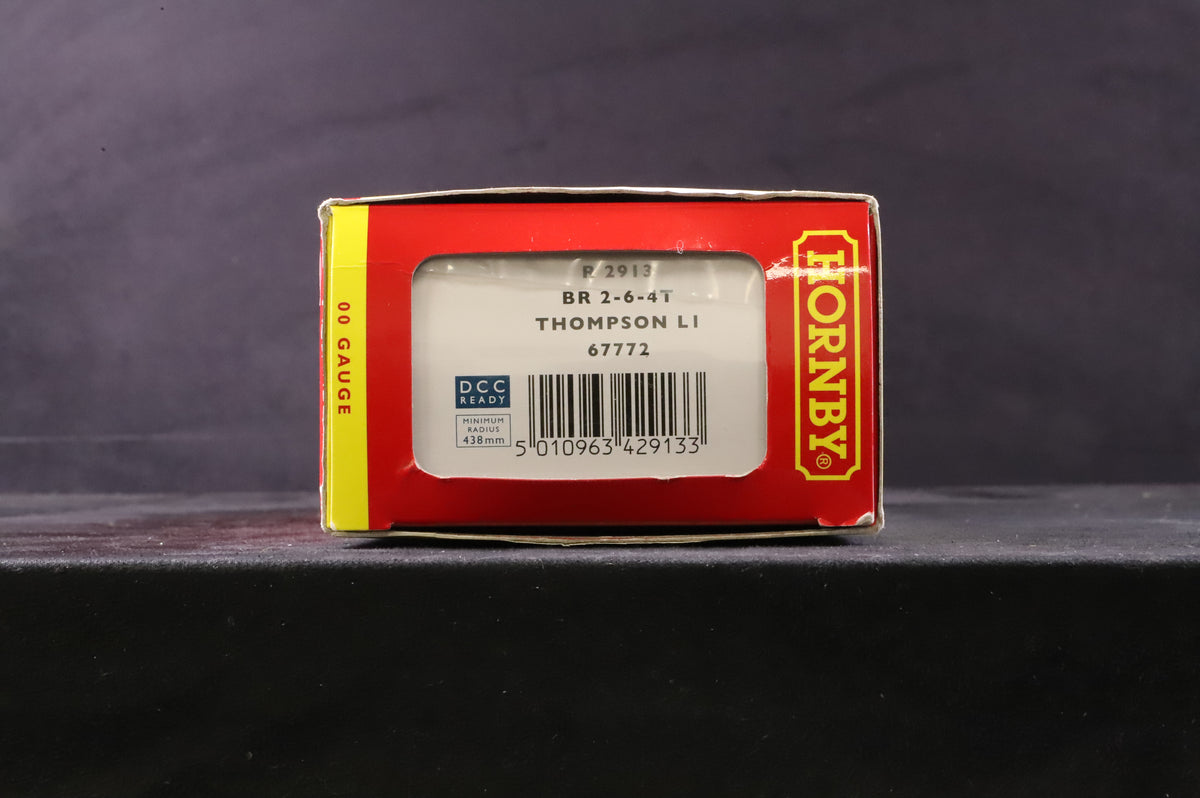 00 GAUGE
R 2913
BR 2-6-4T
THOMPSON L1
67772
DCC
READY
MINIMUM
RADIUS
438mm
5 010963 429133
HORNBY®